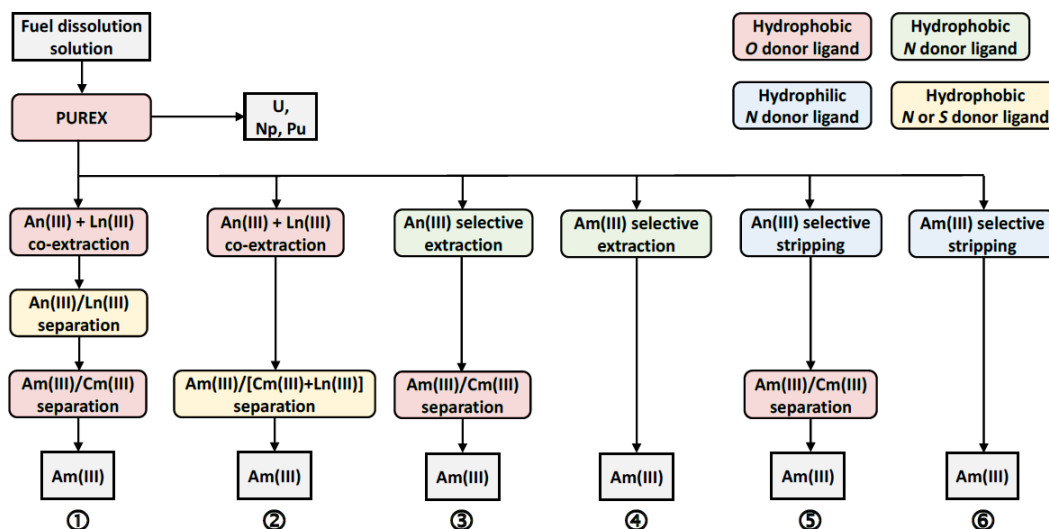 Fuel dissolution
solution
PUREX
U,
Np, Pu
Hydrophobic
O donor ligand
Hydrophobic
N donor ligand
Hydrophilic
N donor ligand
Hydrophobic
N or S donor ligand
An(III) + Ln(III)
co-extraction
An(III) + Ln(III)
co-extraction
An(III) selective
extraction
Am(III) selective
extraction
An(III) selective
stripping
Am(III) selective
stripping
An(III)/Ln(III)
separation
Am(III)/Cm(III)
separation
Am(III)/[Cm(III)+Ln(III)]
separation
Am(III)/Cm(III)
separation
Am(III)/Cm(III)
separation
Am(III)
Am(III)
Am(III)
Am(III)
Am(III)
Am(III)
①
②
③
④
⑤
⑥